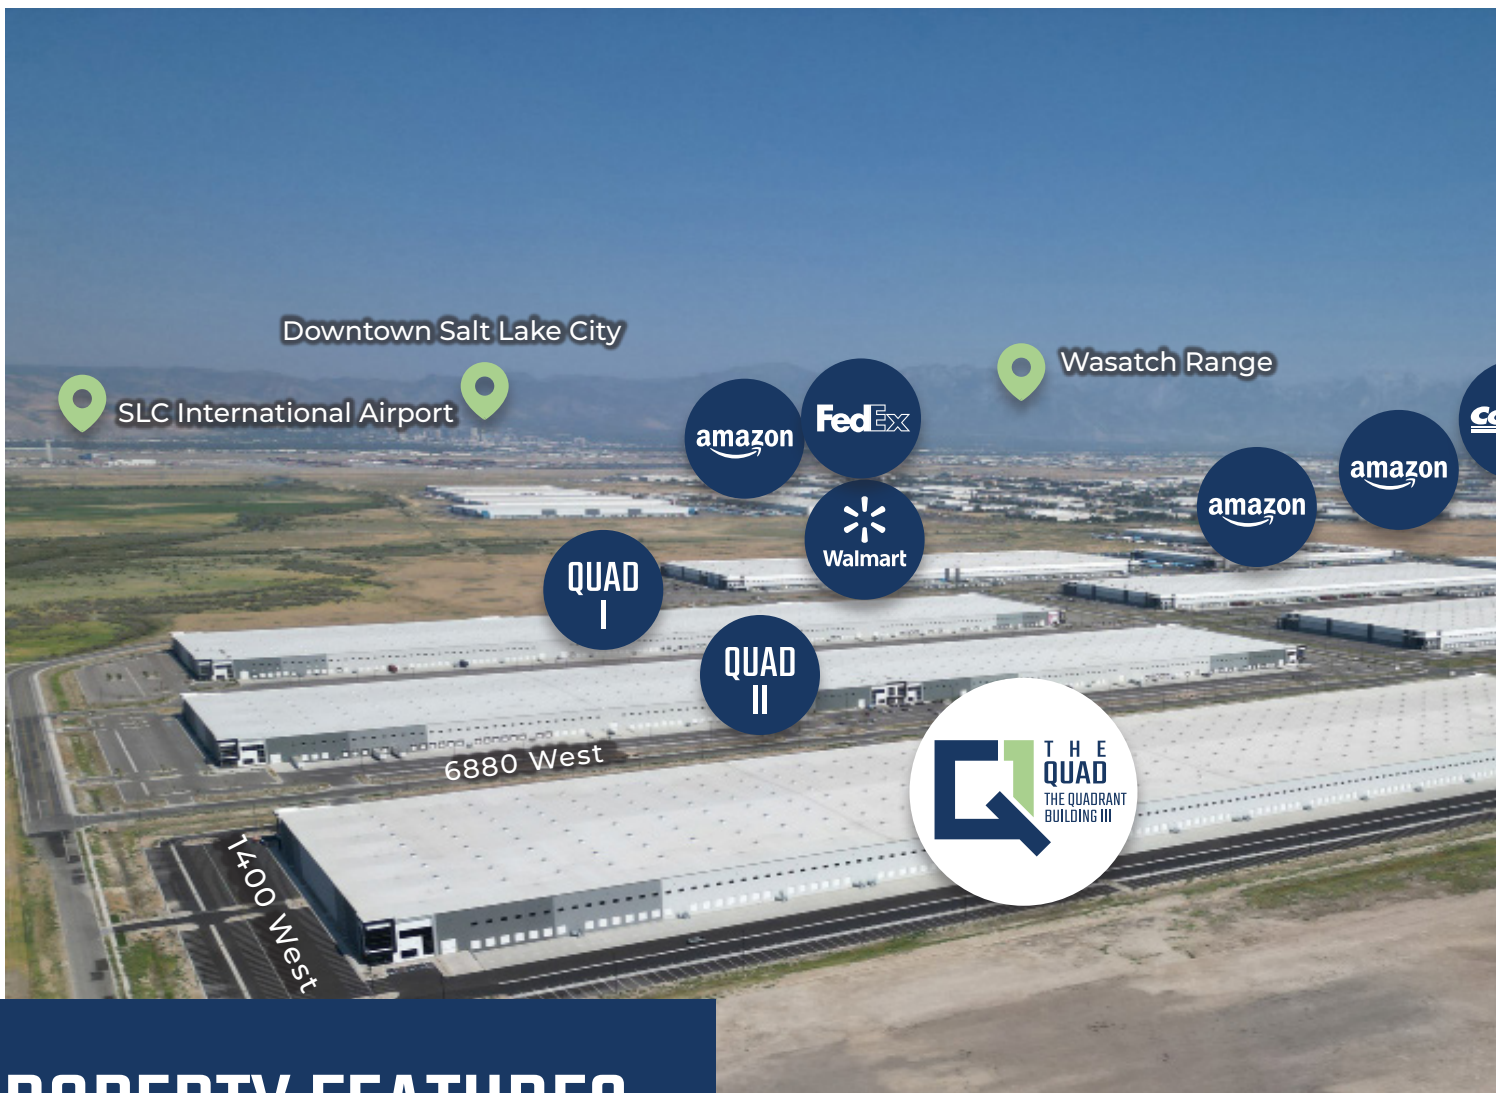 Downtown Salt Lake City
Wasatch Range
SLC International Airport
FedEx
amazon
amazon
amazon
Walmart
QUAD
I
QUAD
II
6880 West
THE
QUAD
THE QUADRANT
BUILDING III
1400 West
FEATURES